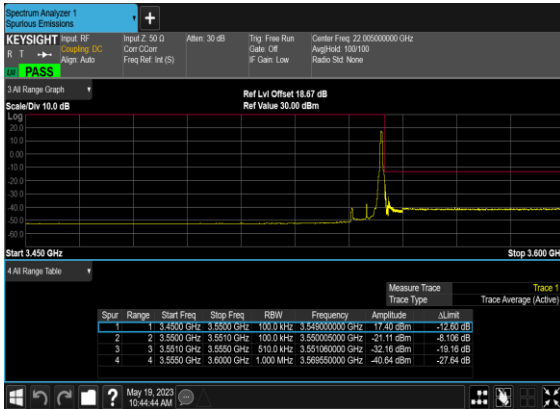 Spectrum Analyzer 1
Spurious Emissions
+
KEYSIGHT Input: RF Input Z: 50 Ω Atten: 30 dB Trig: Free Run Center Freq: 22.005000000 GHz
R T Coupling: DC Corr CCorr Gate: Off Avg|Hold: 100/100
Align: Auto Freq Ref: Int (S) IF Gain: Low Radio Std: None
PASS
3 All Range Graph
Ref Lvl Offset 18.67 dB
Scale/Div 10.0 dB Ref Value 30.00 dBm
Log
20.0
10.0
0.00
-10.0
-20.0
-30.0
-40.0
-50.0
-60.0
Start 3.450 GHz Stop 3.600 GH
4 All Range Table
Measure Trace Trace 1
Trace Type Trace Average (Active)
Spur Range Start Freq Stop Freq RBW Frequency Amplitude ΔLimit
1 1 3.4500 GHz 3.5500 GHz 100.0 kHz 3.549000000 GHz 17.40 dBm -12.60 dB
2 2 3.5500 GHz 3.5510 GHz 100.0 kHz 3.550005000 GHz -21.11 dBm -8.106 dB
3 3 3.5510 GHz 3.5550 GHz 510.0 kHz 3.551060000 GHz -32.16 dBm -19.16 dB
4 4 3.5550 GHz 3.6000 GHz 1.000 MHz 3.569550000 GHz -40.64 dBm -27.64 dB
? May 19, 2023
10:44:44 AM